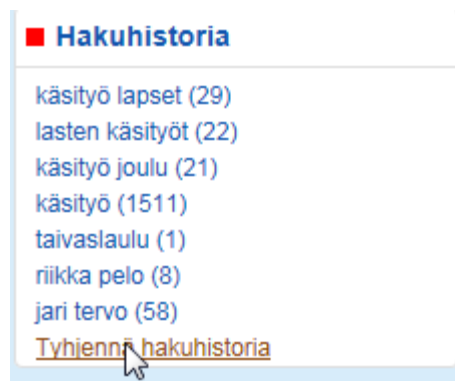 Hakuhistoria
käsityö lapset (29)
lasten käsityöt (22)
käsityö joulu (21)
käsityö (1511)
taivaslaulu (1)
riikka pelo (8)
jari tervo (58)
Tyhjennä hakuhistoria